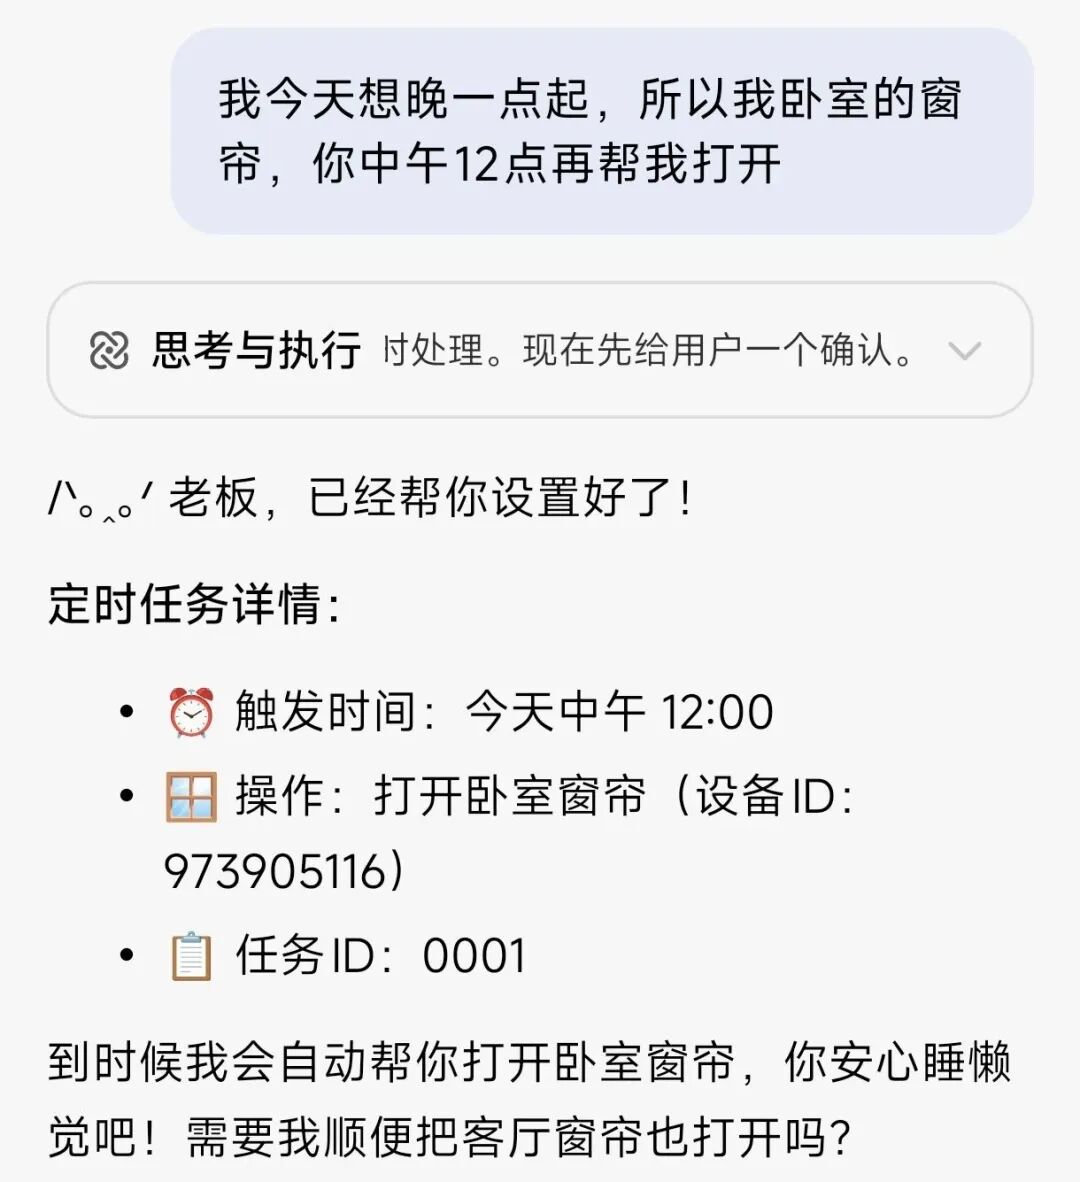 我今天想晚一点起，所以我卧室的窗
帘，你中午12点再帮我打开
思考与执行 时处理。现在先给用户一个确认。
/ᐠ｡ꞈ｡ᐟ 老板，已经帮你设置好了！
定时任务详情：
• ⏰ 触发时间：今天中午 12:00
• 🪟 操作：打开卧室窗帘（设备ID：
973905116）
• 📋 任务ID：0001
到时候我会自动帮你打开卧室窗帘，你安心睡懒
觉吧！需要我顺便把客厅窗帘也打开吗？